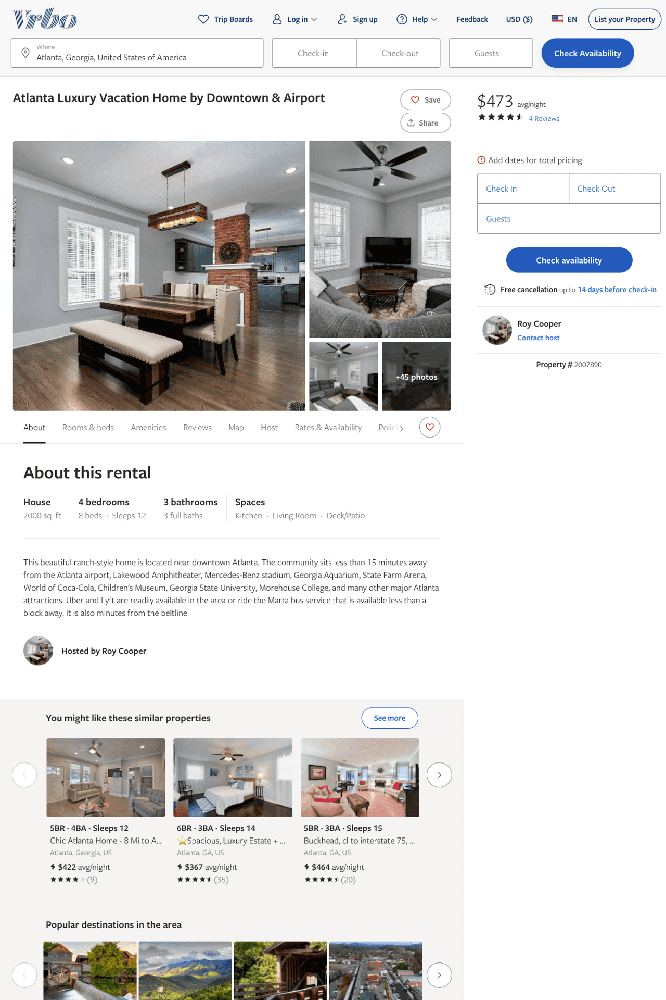 Vrbo
Trip Boards
Log in
Sign up
Help
Feedback
USD ($)
EN
List your Property
Where
Atlanta, Georgia, United States of America
Check-in
Check-out
Guests
Check Availability
Atlanta Luxury Vacation Home by Downtown & Airport
Save
Share
$473 avg/night
4 Reviews
Add dates for total pricing
Check In
Check Out
Guests
Check availability
Free cancellation up to 14 days before check-in
Roy Cooper
Contact host
Property # 2007890
+45 photos
About
Rooms & beds
Amenities
Reviews
Map
Host
Rates & Availability
Polici
About this rental
House
2000 sq. ft
4 bedrooms
8 beds · Sleeps 12
3 bathrooms
3 full baths
Spaces
Kitchen · Living Room · Deck/Patio
This beautiful ranch-style home is located near downtown Atlanta. The community sits less than 15 minutes away
from the Atlanta airport, Lakewood Amphitheater, Mercedes-Benz stadium, Georgia Aquarium, State Farm Arena,
World of Coca-Cola, Children's Museum, Georgia State University, Morehouse College, and many other major Atlanta
attractions. Uber and Lyft are readily available in the area or ride the Marta bus service that is available less than a
block away. It is also minutes from the beltline
Hosted by Roy Cooper
You might like these similar properties
See more
5BR · 4BA · Sleeps 12
Chic Atlanta Home - 8 Mi to A...
Atlanta, Georgia, US
$422 avg/night
(9)
6BR · 3BA · Sleeps 14
⭐Spacious, Luxury Estate + ...
Atlanta, GA, US
$367 avg/night
(35)
5BR · 3BA · Sleeps 15
Buckhead, cl to interstate 75, ...
Atlanta, GA, US
$464 avg/night
(20)
Popular destinations in the area